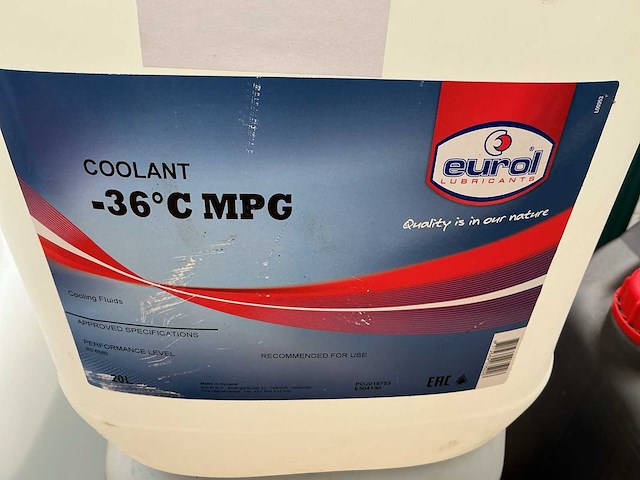 L00503
eurol
LUBRICANTS
®
Quality is in our nature
COOLANT
-36°C MPG
Cooling Fluids
APPROVED SPECIFICATIONS
PERFORMANCE LEVEL
RECOMMENDED FOR USE
20L
EAC